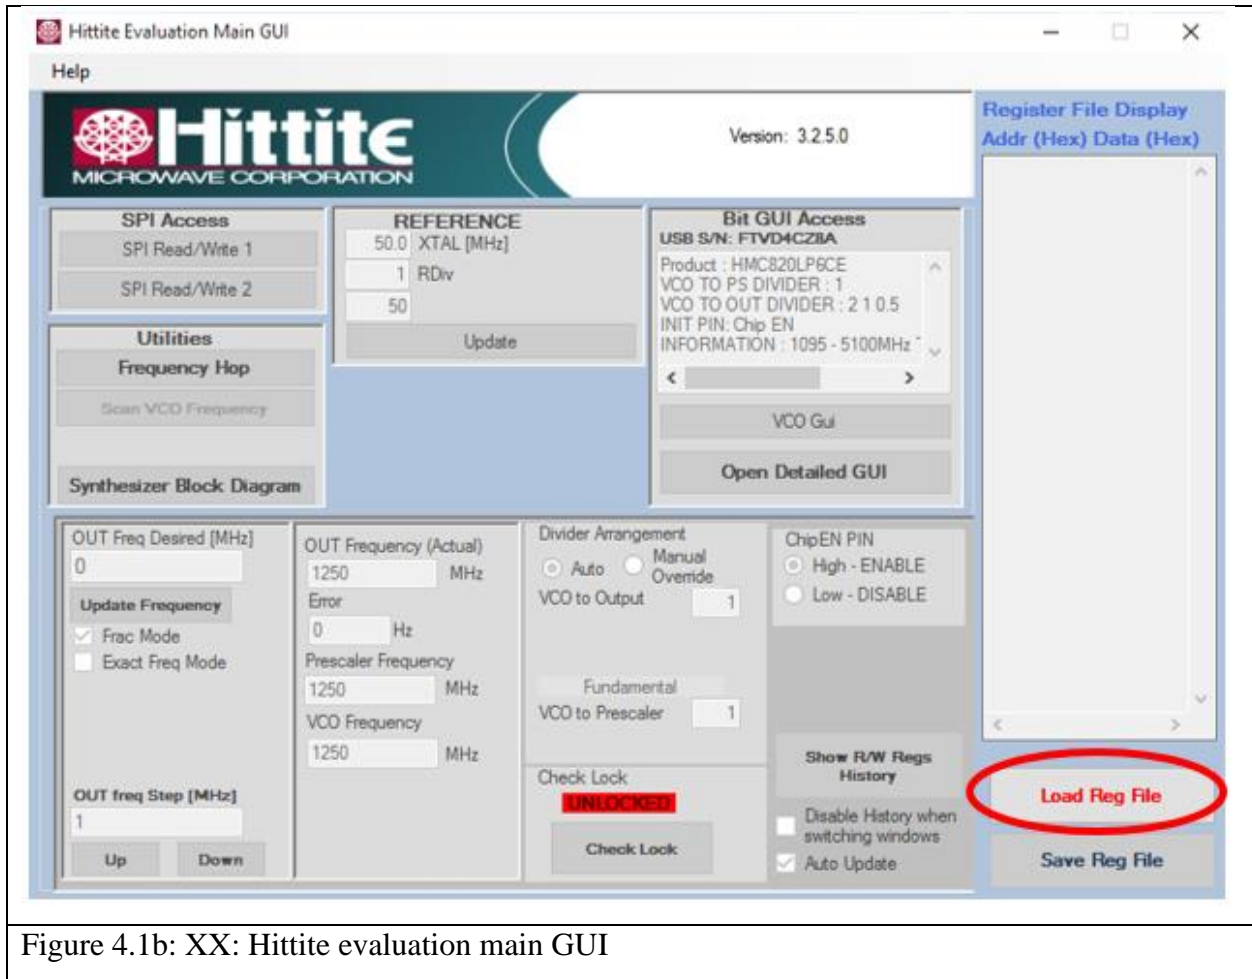 Hittite Evaluation Main GUI
Help
Hittite
MICROWAVE CORPORATION
Version: 3.2.5.0
Register File Display
Addr (Hex) Data (Hex)
SPI Access
SPI Read/Write 1
SPI Read/Write 2
Utilities
Frequency Hop
Scan VCO Frequency
Synthesizer Block Diagram
REFERENCE
50.0 XTAL [MHz]
1 RDiv
50
Update
Bit GUI Access
USB S/N: FTVD4CZ8A
Product : HMC820LP6CE
VCO TO PS DIVIDER : 1
VCO TO OUT DIVIDER : 2 1 0.5
INIT PIN: Chip EN
INFORMATION : 1095 - 5100MHz
VCO Gui
Open Detailed GUI
OUT Freq Desired [MHz]
0
Update Frequency
Frac Mode
Exact Freq Mode
OUT freq Step [MHz]
1
Up Down
OUT Frequency (Actual)
1250 MHz
Error
0 Hz
Prescaler Frequency
1250 MHz
VCO Frequency
1250 MHz
Divider Arrangement
Auto Manual Override
VCO to Output 1
Fundamental
VCO to Prescaler 1
Check Lock
UNLOCKED
Check Lock
ChipEN PIN
High - ENABLE
Low - DISABLE
Show R/W Regs
History
Disable History when
switching windows
Auto Update
Load Reg File
Save Reg File
Figure 4.1b: XX: Hittite evaluation main GUI